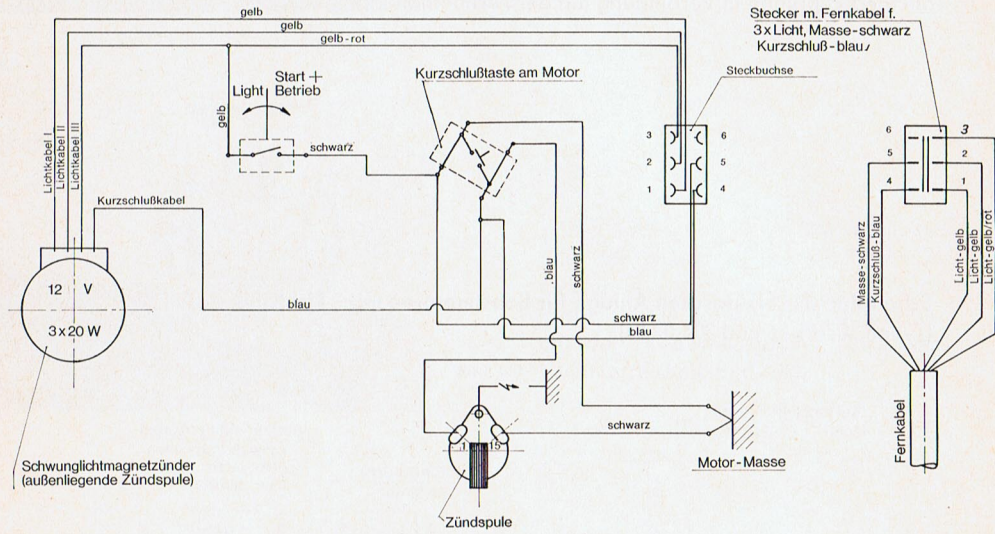 gelb
gelb
gelb-rot
Stecker m. Fernkabel f.
3 x Licht, Masse-schwarz
Kurzschluß-blau
Steckbuchse
Kurzschlußtaste am Motor
Start +
Light Betrieb
gelb
schwarz
Lichtkabel I
Lichtkabel II
Lichtkabel III
3 6
2 5
1 4
6 3
5 2
4 1
Kurzschlußkabel
blau
blau
schwarz
schwarz
blau
Masse-schwarz
Kurzschluß-blau
Licht-gelb
Licht-gelb
Licht-gelb/rot
12 V
3 x 20 W
Schwunglichtmagnetzünder
(außenliegende Zündspule)
1 15
schwarz
Motor-Masse
Zündspule
Fernkabel